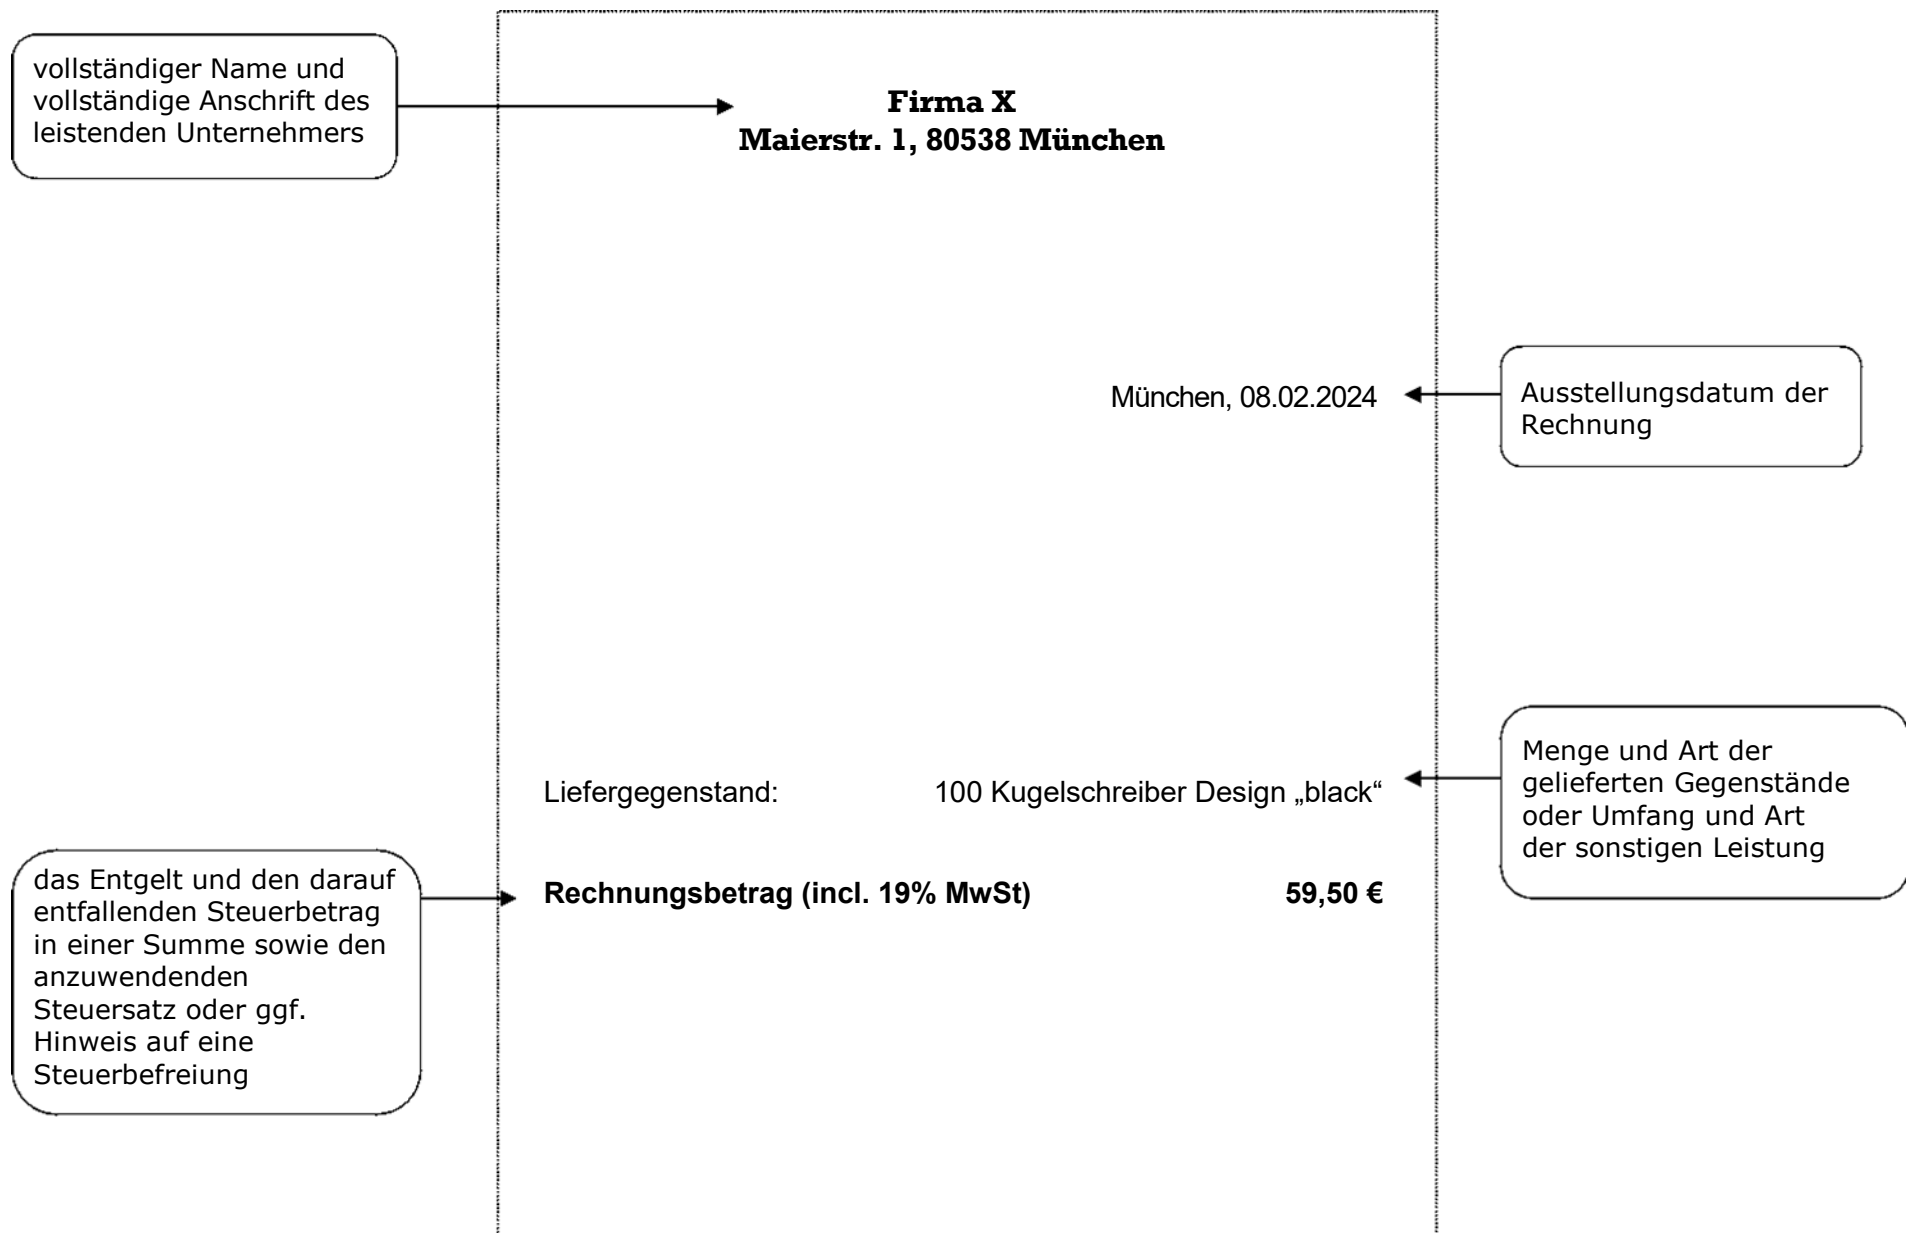 vollständiger Name und
vollständige Anschrift des
leistenden Unternehmers
Firma X
Maierstr. 1, 80538 München
München, 08.02.2024
Ausstellungsdatum der
Rechnung
Liefergegenstand: 100 Kugelschreiber Design „black“
Menge und Art der
gelieferten Gegenstände
oder Umfang und Art
der sonstigen Leistung
das Entgelt und den darauf
entfallenden Steuerbetrag
in einer Summe sowie den
anzuwendenden
Steuersatz oder ggf.
Hinweis auf eine
Steuerbefreiung
Rechnungsbetrag (incl. 19% MwSt) 59,50 €